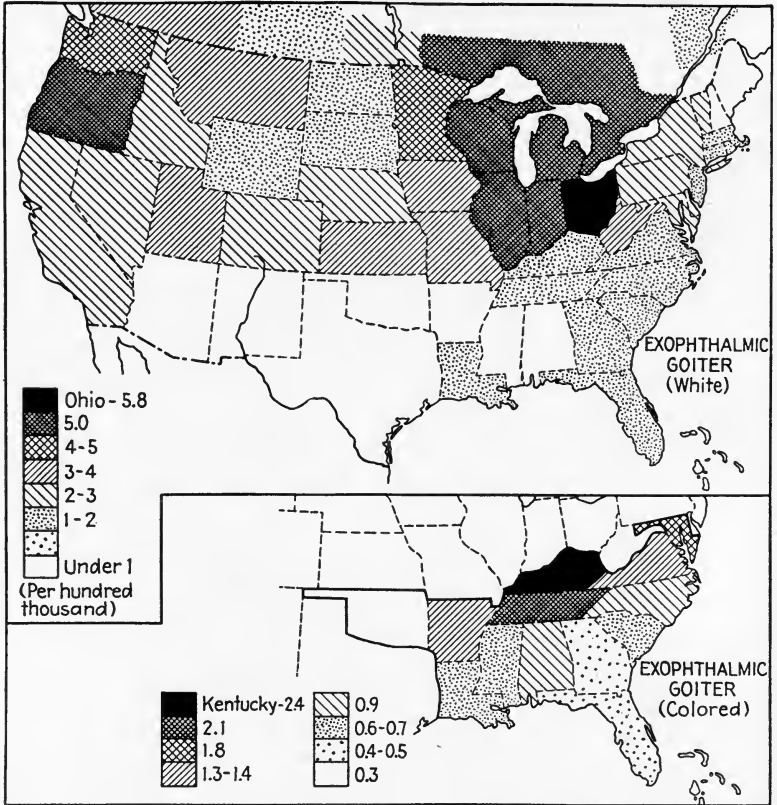 EXOPHTHALMIC
GOITER
(White)
Ohio - 5.8
5.0
4-5
3-4
2-3
1-2
Under 1
(Per hundred
thousand)
EXOPHTHALMIC
GOITER
(Colored)
Kentucky-2.4
2.1
1.8
1.3-1.4
0.9
0.6-0.7
0.4-0.5
0.3